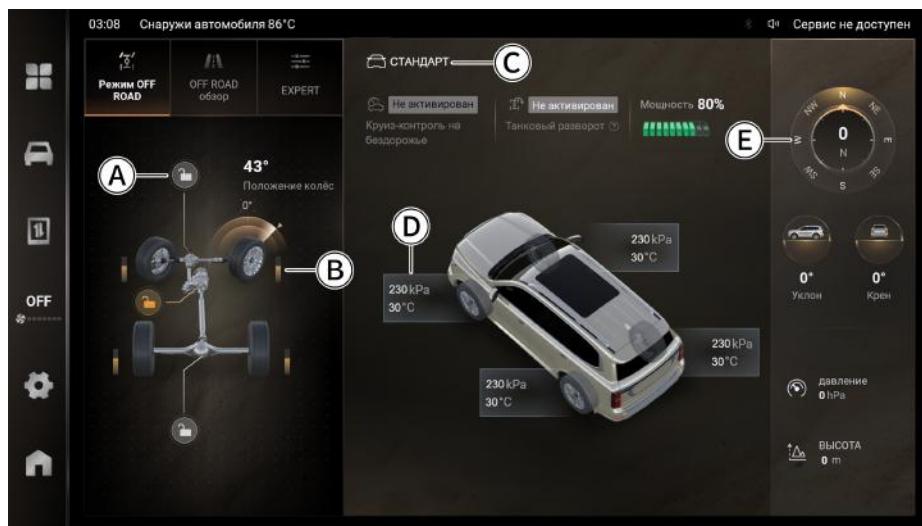 03:08 Снаружи автомобиля 86°C
Сервис не доступен
Режим OFF
ROAD
OFF ROAD
обзор
EXPERT
OFF
A
43°
Положение колёс
0°
B
СТАНДАРТ
C
Не активирован
Круиз-контроль на
бездорожье
Не активирован
Танковый разворот ?
Мощность 80%
D
230 kPa
30°C
230 kPa
30°C
230 kPa
30°C
230 kPa
30°C
E
N
NE
E
SE
S
SW
W
NW
0
N
0°
Уклон
0°
Крен
давление
0 hPa
ВЫСОТА
0 m